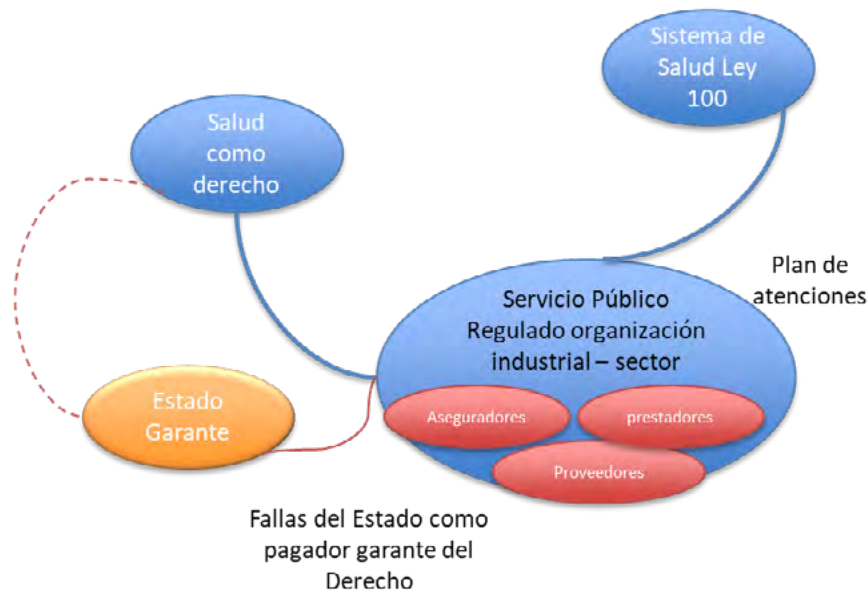 Sistema de
Salud Ley
100
Salud
como
derecho
Plan de
atenciones
Servicio Público
Regulado organización
industrial – sector
Aseguradores
prestadores
Proveedores
Estado
Garante
Fallas del Estado como
pagador garante del
Derecho